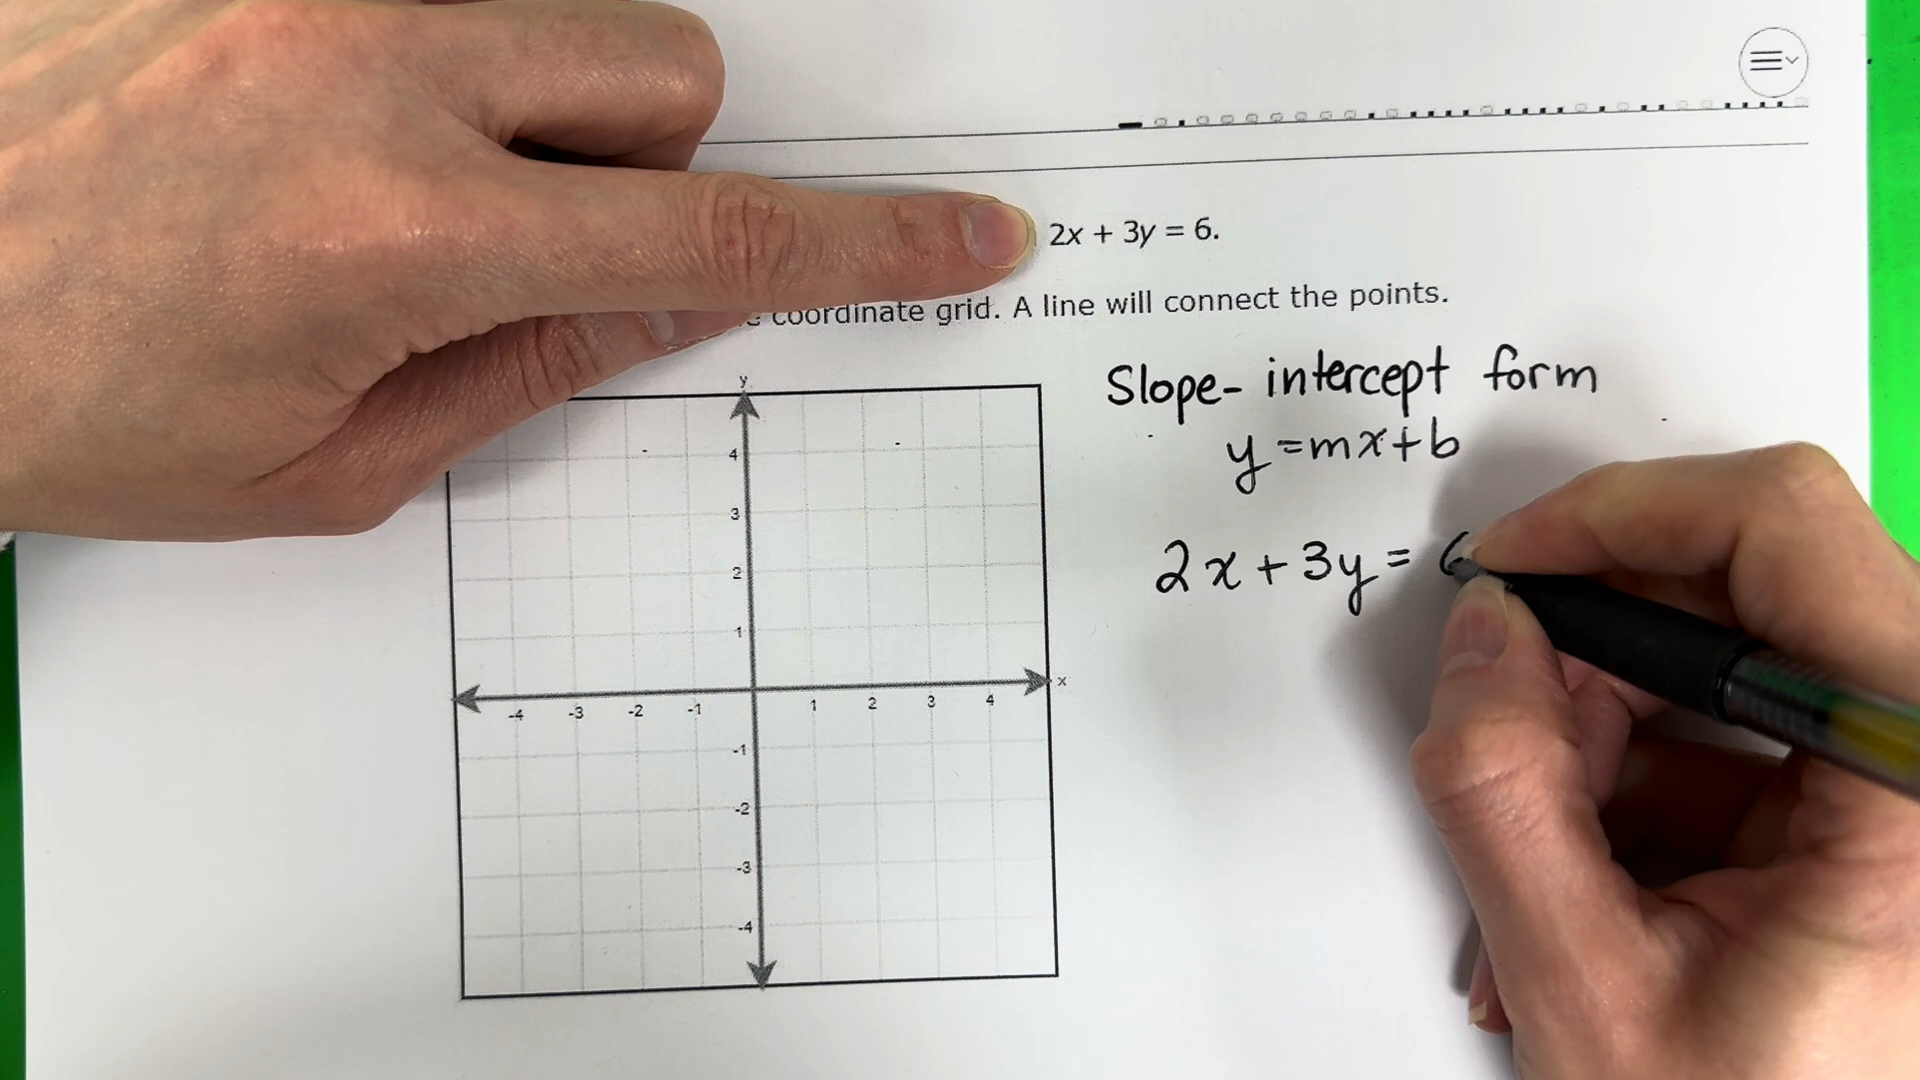 2x + 3y = 6.
coordinate grid. A line will connect the points.
Slope- intercept form
y = mx + b
2x + 3y = 6
y
4
3
2
1
x
-4 -3 -2 -1 1 2 3 4
-1
-2
-3
-4